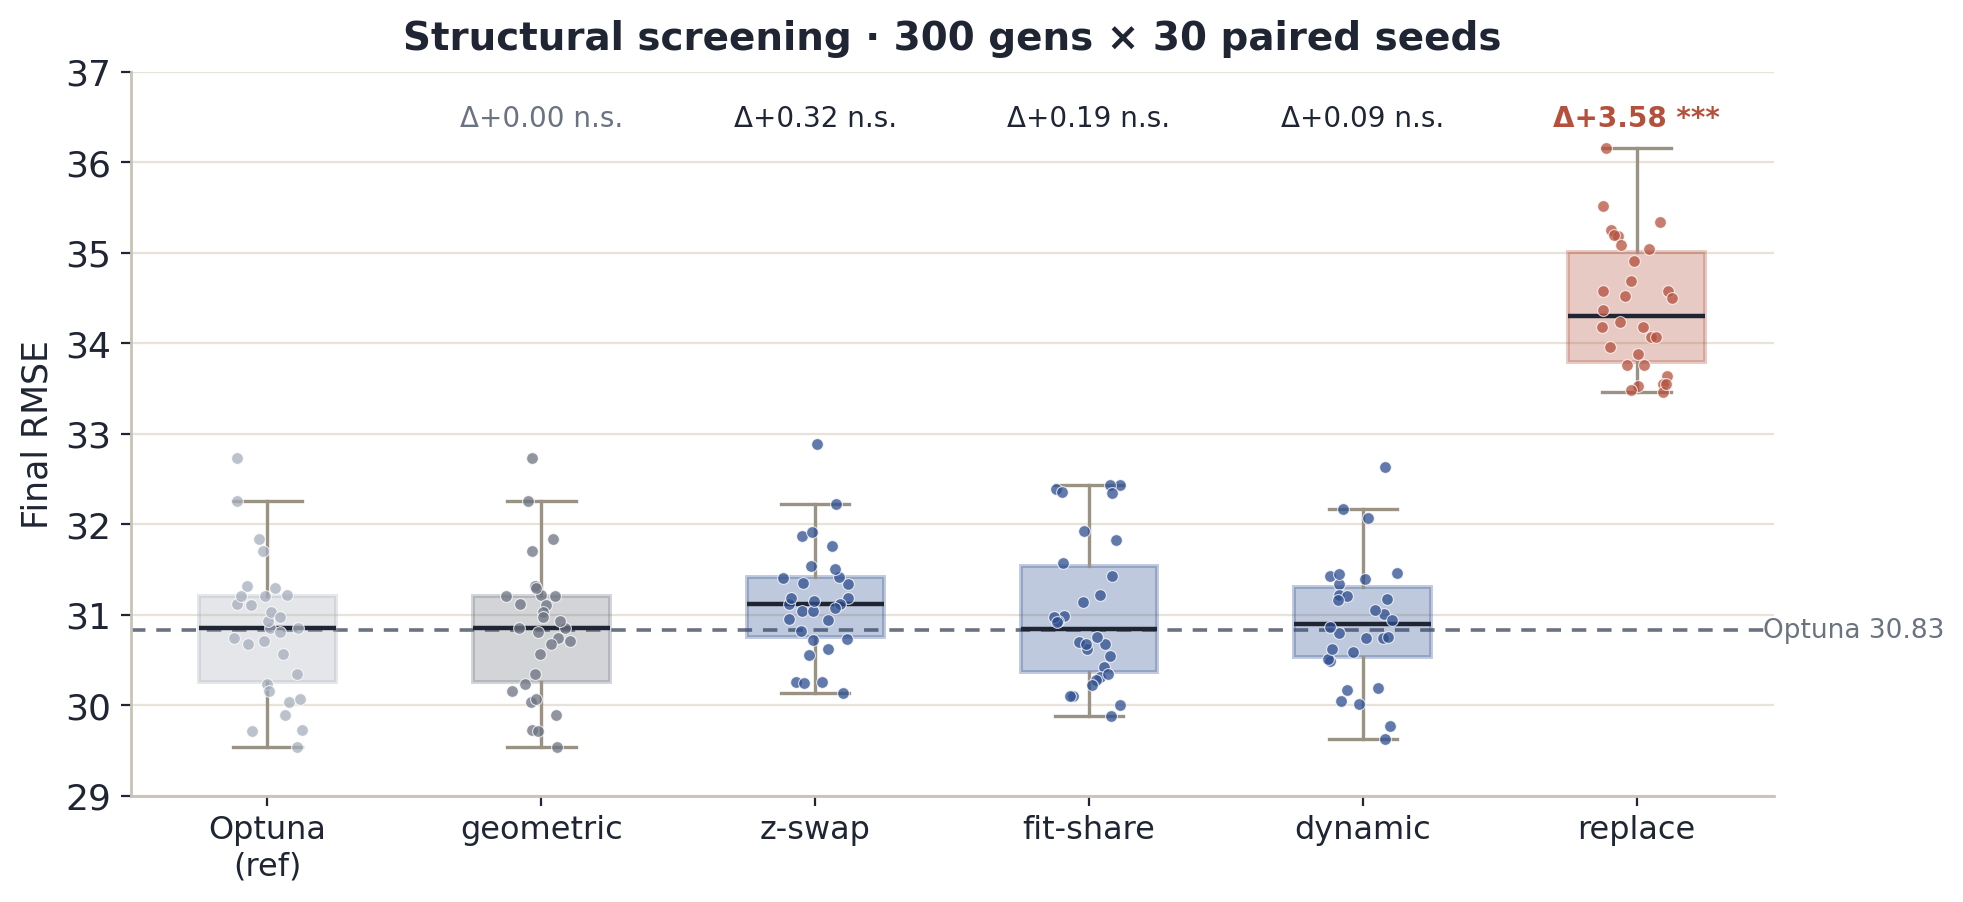 Structural screening · 300 gens × 30 paired seeds
Δ+0.00 n.s.
Δ+0.32 n.s.
Δ+0.19 n.s.
Δ+0.09 n.s.
Δ+3.58 ***
Final RMSE
37
36
35
34
33
32
31
30
29
Optuna 30.83
Optuna
(ref)
geometric
z-swap
fit-share
dynamic
replace